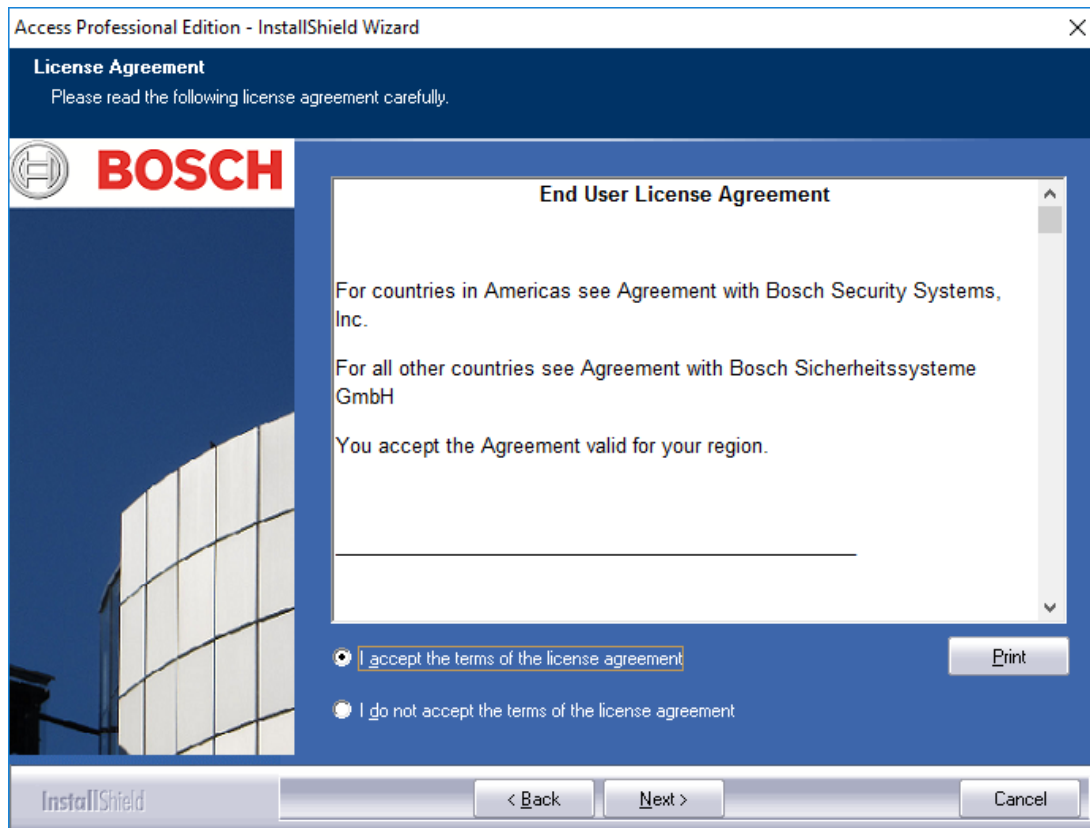 Access Professional Edition - InstallShield Wizard
License Agreement
Please read the following license agreement carefully.
BOSCH
End User License Agreement
For countries in Americas see Agreement with Bosch Security Systems,
Inc.
For all other countries see Agreement with Bosch Sicherheitssysteme
GmbH
You accept the Agreement valid for your region.
I accept the terms of the license agreement
Print
I do not accept the terms of the license agreement
InstallShield
< Back
Next >
Cancel